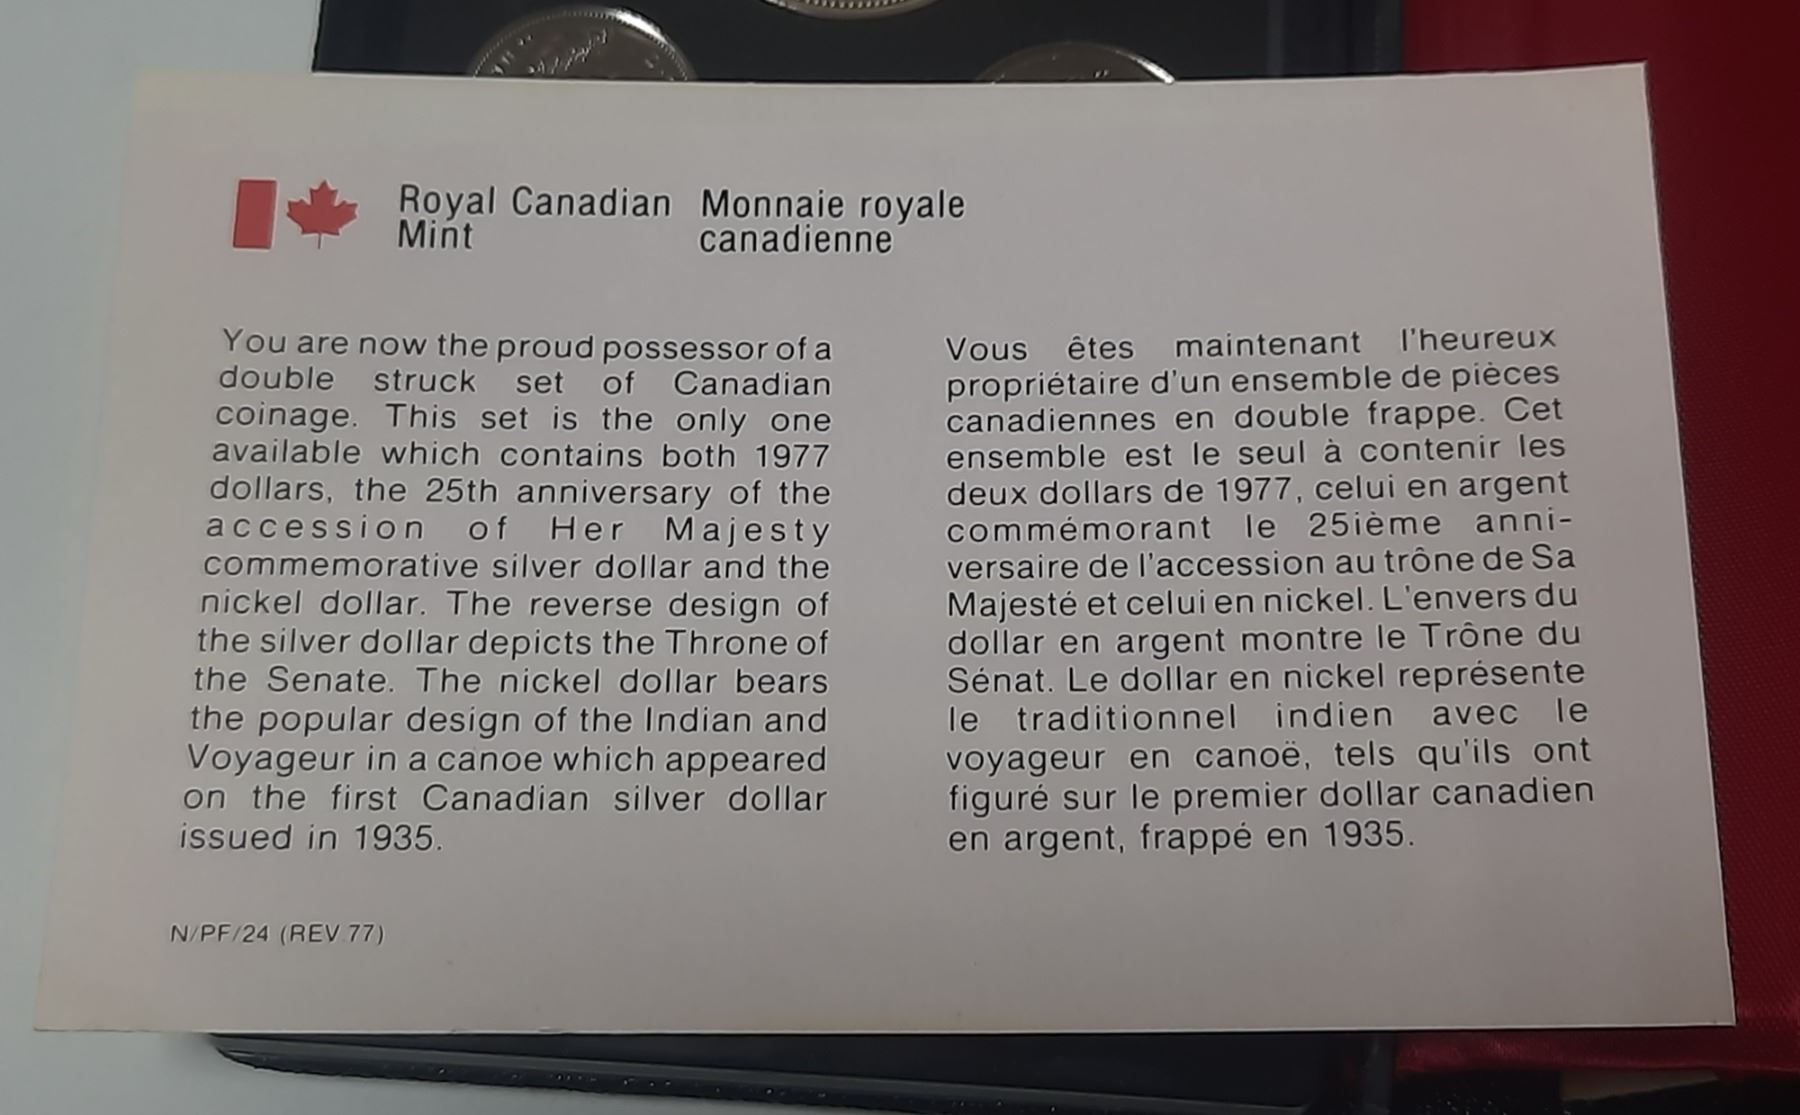 Royal Canadian
Mint
Monnaie royale
canadienne
You are now the proud possessor of a
double struck set of Canadian
coinage. This set is the only one
available which contains both 1977
dollars, the 25th anniversary of the
accession of Her Majesty
commemorative silver dollar and the
nickel dollar. The reverse design of
the silver dollar depicts the Throne of
the Senate. The nickel dollar bears
the popular design of the Indian and
Voyageur in a canoe which appeared
on the first Canadian silver dollar
issued in 1935.
Vous êtes maintenant l'heureux
propriétaire d'un ensemble de pièces
canadiennes en double frappe. Cet
ensemble est le seul à contenir les
deux dollars de 1977, celui en argent
commémorant le 25ième anni-
versaire de l'accession au trône de Sa
Majesté et celui en nickel. L'envers du
dollar en argent montre le Trône du
Sénat. Le dollar en nickel représente
le traditionnel indien avec le
voyageur en canoë, tels qu'ils ont
figuré sur le premier dollar canadien
en argent, frappé en 1935.
N/PF/24 (REV.77)